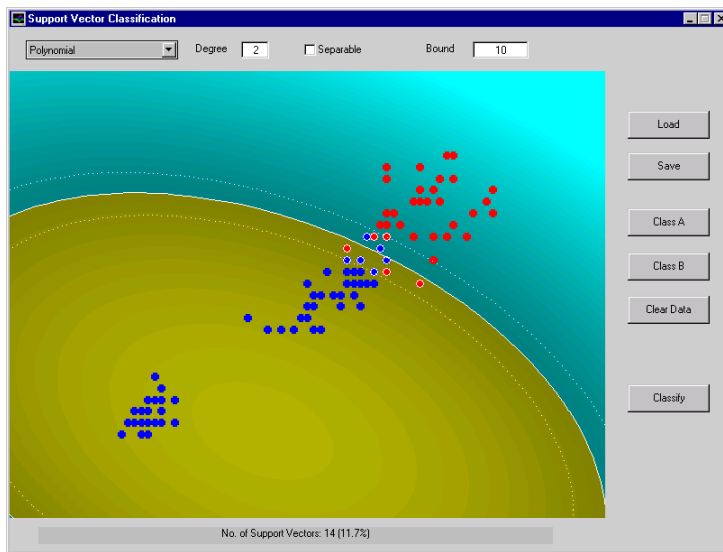 Support Vector Classification
Polynomial Degree 2 Separable Bound 10
Load
Save
Class A
Class B
Clear Data
Classify
No. of Support Vectors: 14 (11.7%)